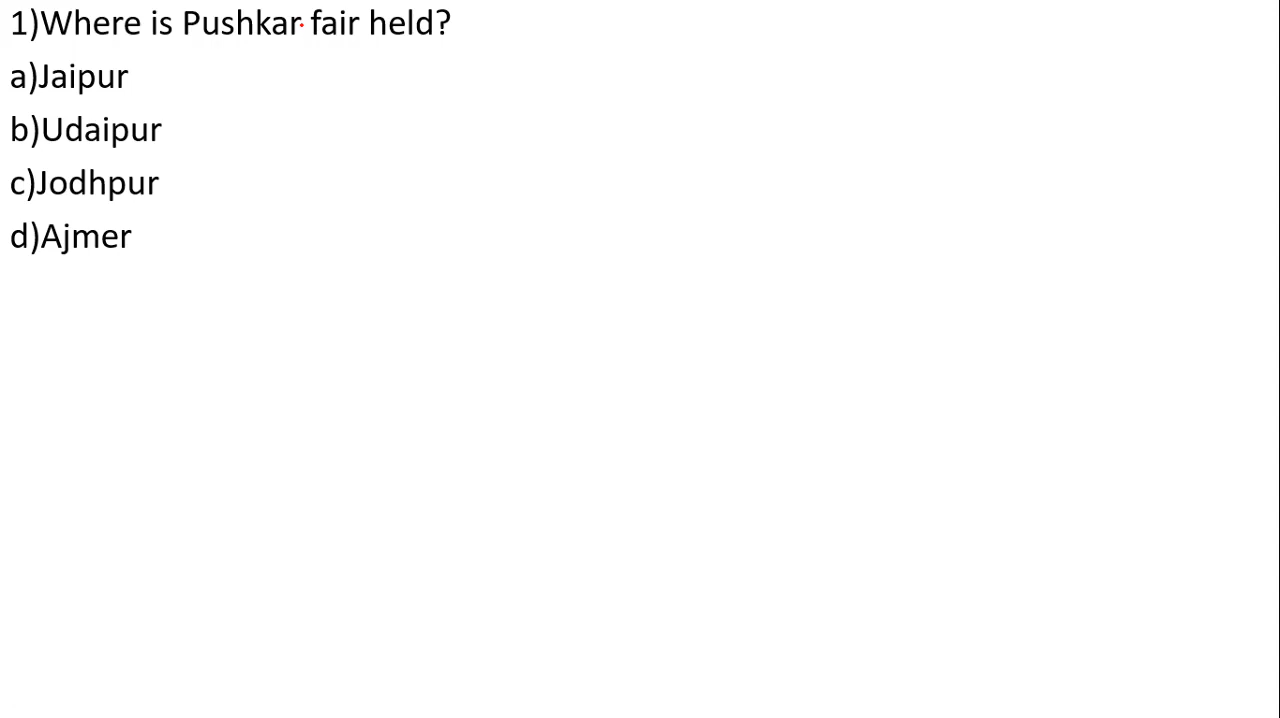 1)Where is Pushkar fair held?
a)Jaipur
b)Udaipur
c)Jodhpur
d)Ajmer